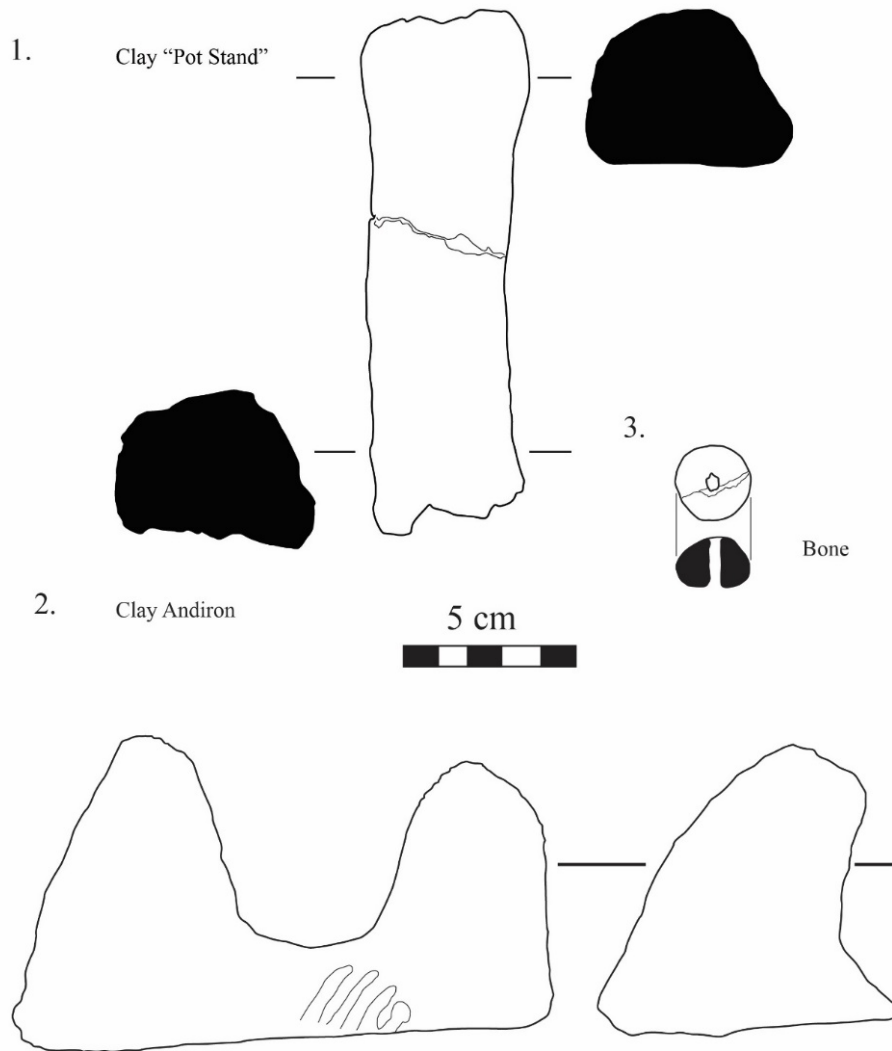 1.
Clay “Pot Stand”
3.
Bone
2.
Clay Andiron
5 cm